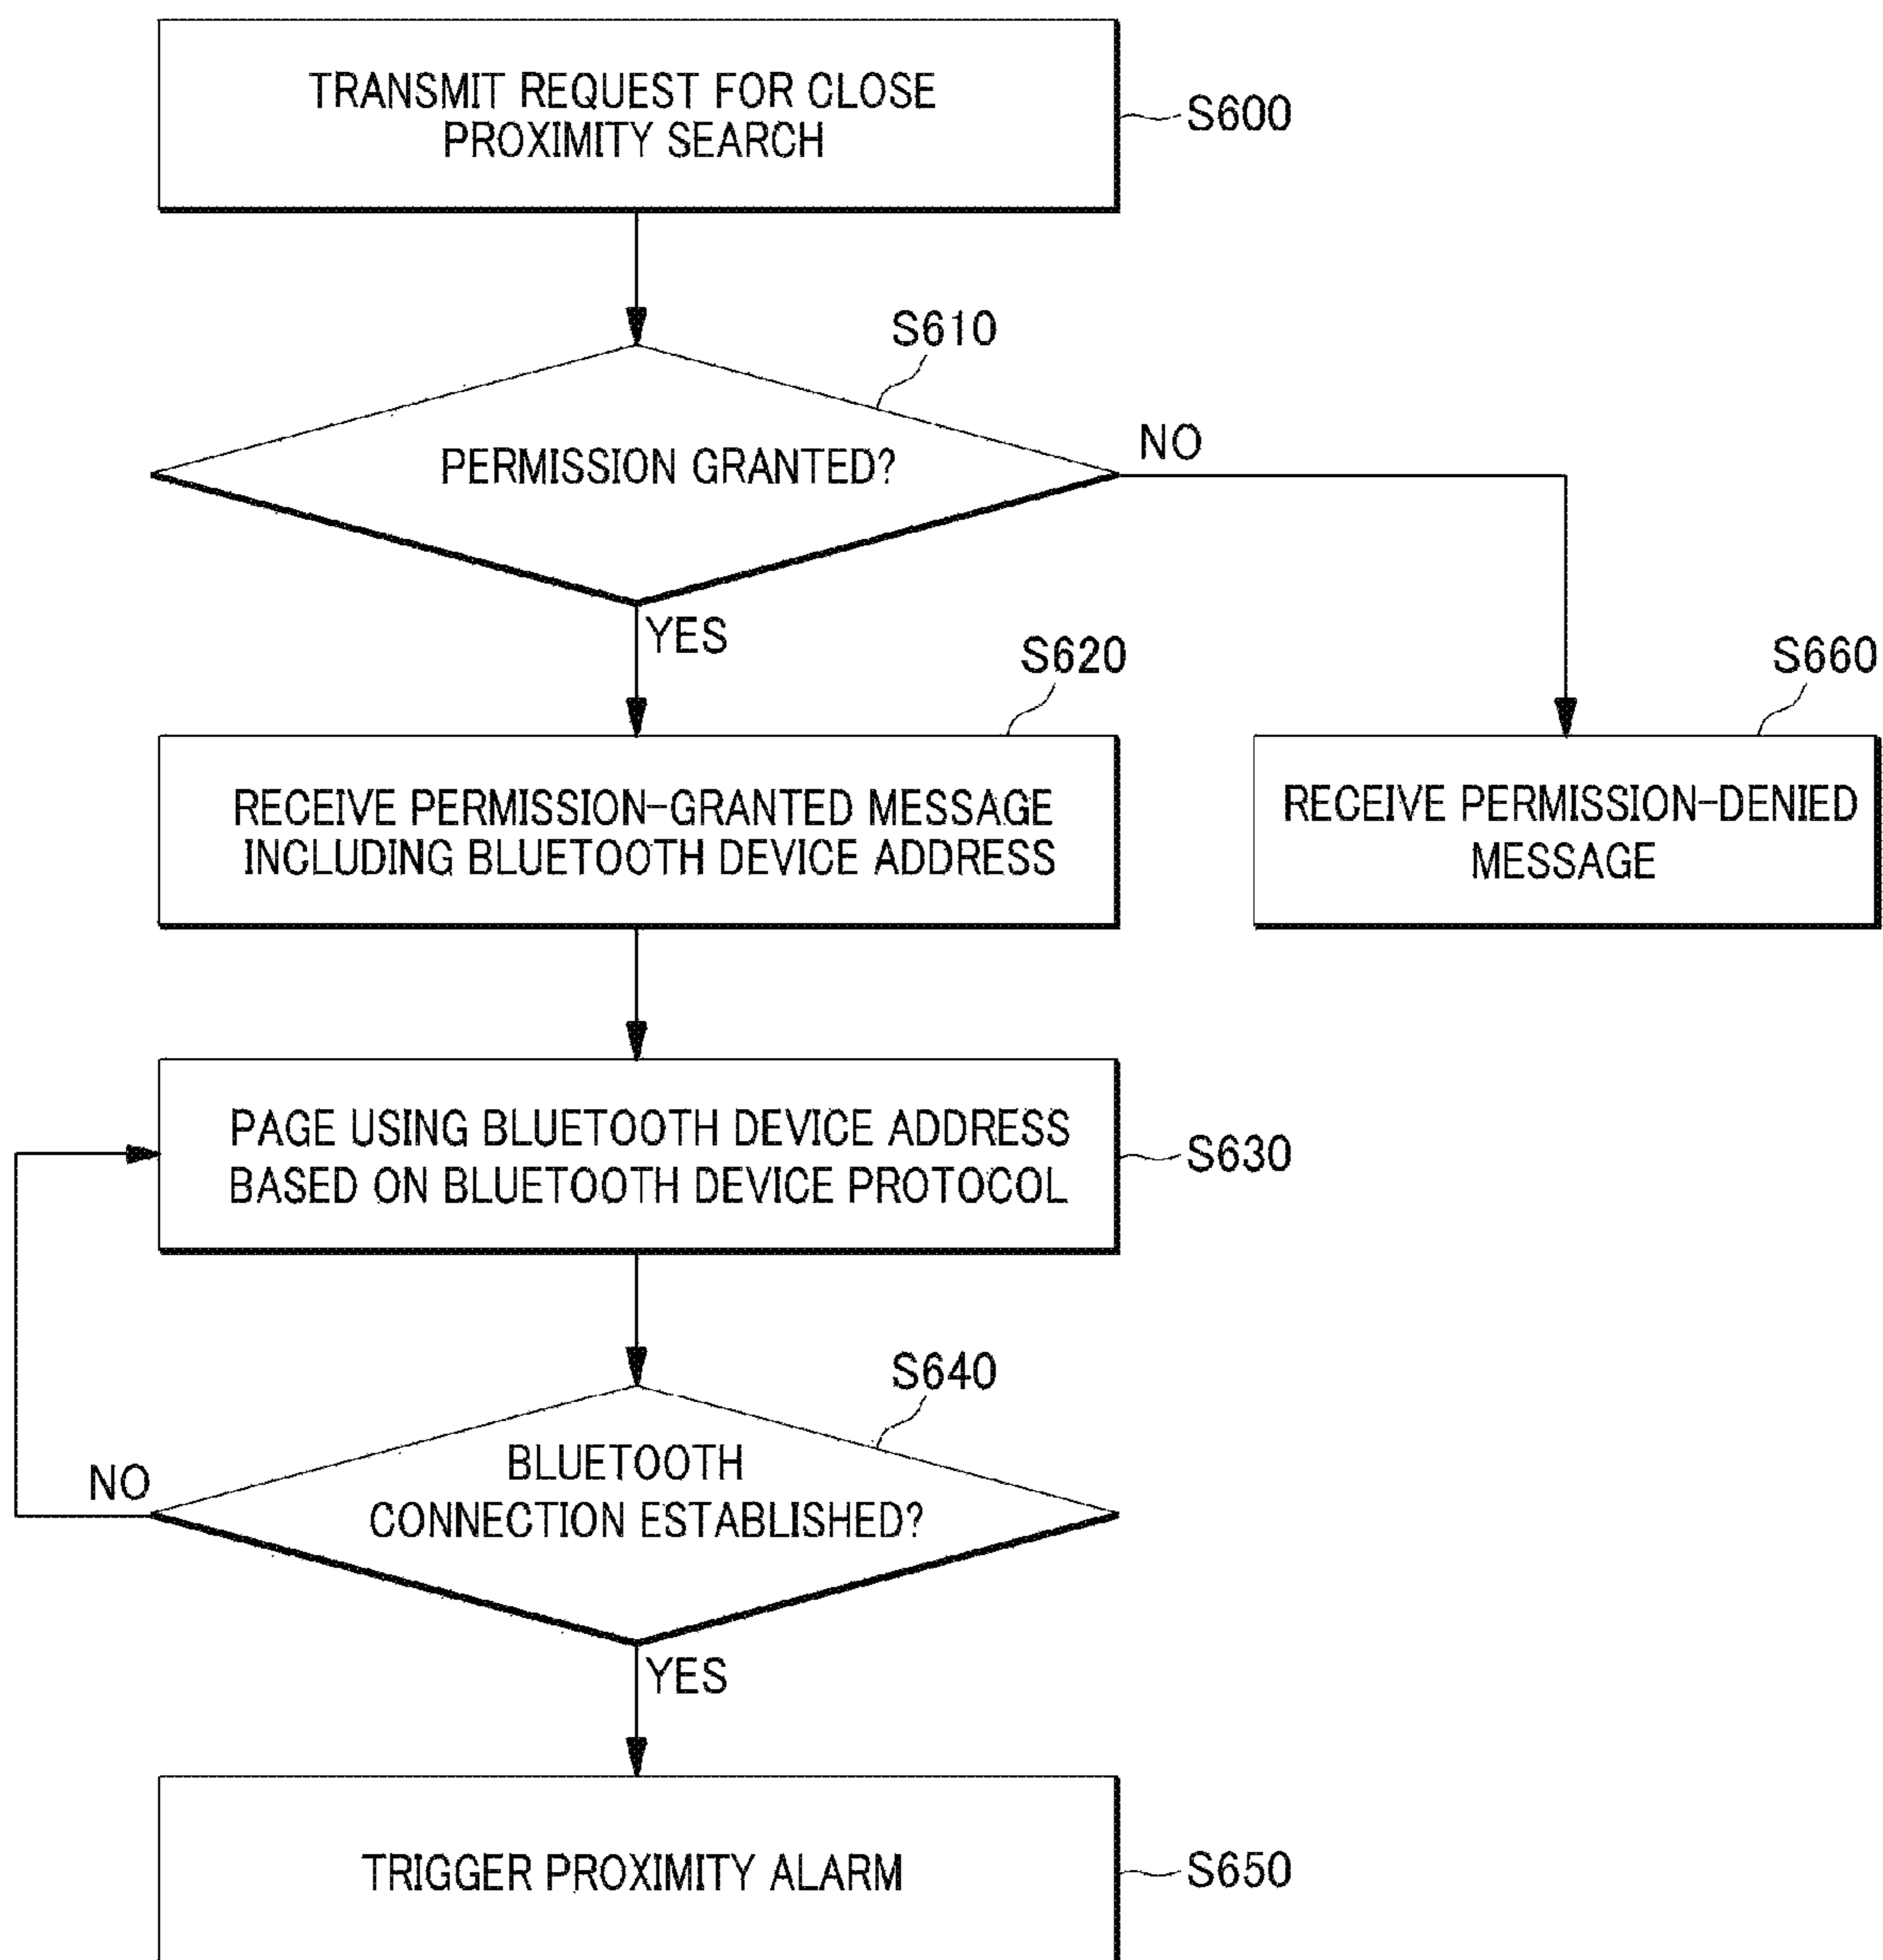 TRANSMIT REQUEST FOR CLOSE
PROXIMITY SEARCH
S600
S610
PERMISSION GRANTED?
NO
YES
S620
S660
RECEIVE PERMISSION-GRANTED MESSAGE
INCLUDING BLUETOOTH DEVICE ADDRESS
RECEIVE PERMISSION-DENIED
MESSAGE
PAGE USING BLUETOOTH DEVICE ADDRESS
BASED ON BLUETOOTH DEVICE PROTOCOL
S630
S640
BLUETOOTH
CONNECTION ESTABLISHED?
NO
YES
TRIGGER PROXIMITY ALARM
S650